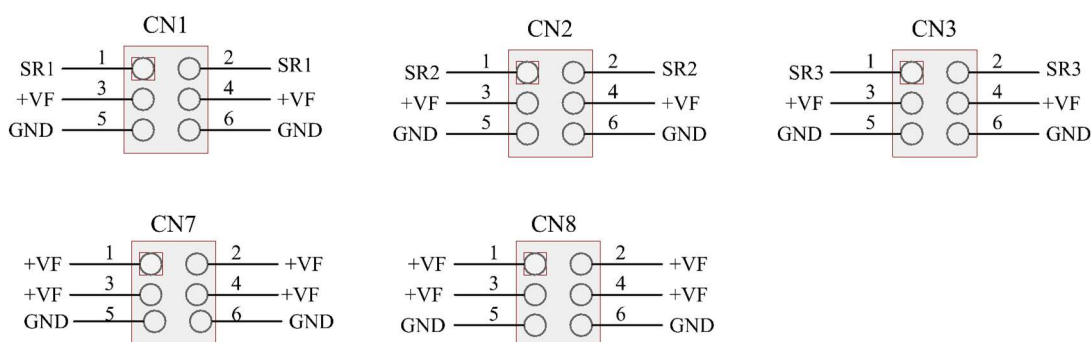 CN1 CN2 CN3
SR1 1 2 SR1 SR2 1 2 SR2 SR3 1 2 SR3
+VF 3 4 +VF +VF 3 4 +VF +VF 3 4 +VF
GND 5 6 GND GND 5 6 GND GND 5 6 GND
CN7 CN8
+VF 1 2 +VF +VF 1 2 +VF
+VF 3 4 +VF +VF 3 4 +VF
GND 5 6 GND GND 5 6 GND